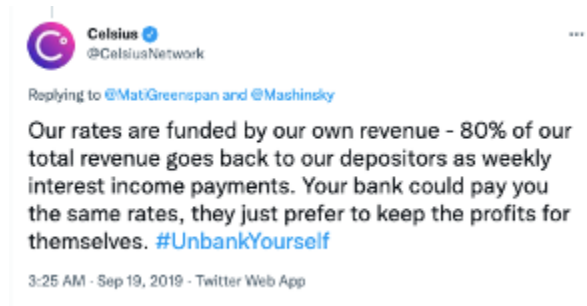 Celsius
@CelsiusNetwork
Replying to @MatiGreenspan and @Mashinsky
Our rates are funded by our own revenue - 80% of our
total revenue goes back to our depositors as weekly
interest income payments. Your bank could pay you
the same rates, they just prefer to keep the profits for
themselves. #UnbankYourself
3:25 AM · Sep 19, 2019 · Twitter Web App